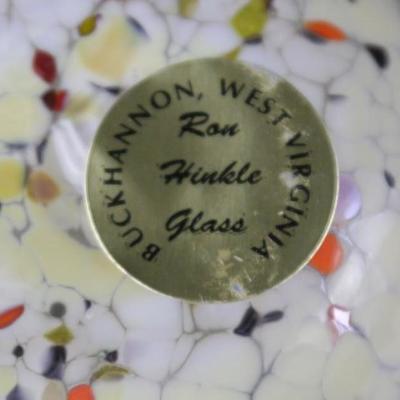 BUCKHANNON, WEST VIRGINIA
Ron
Hinkle
Glass